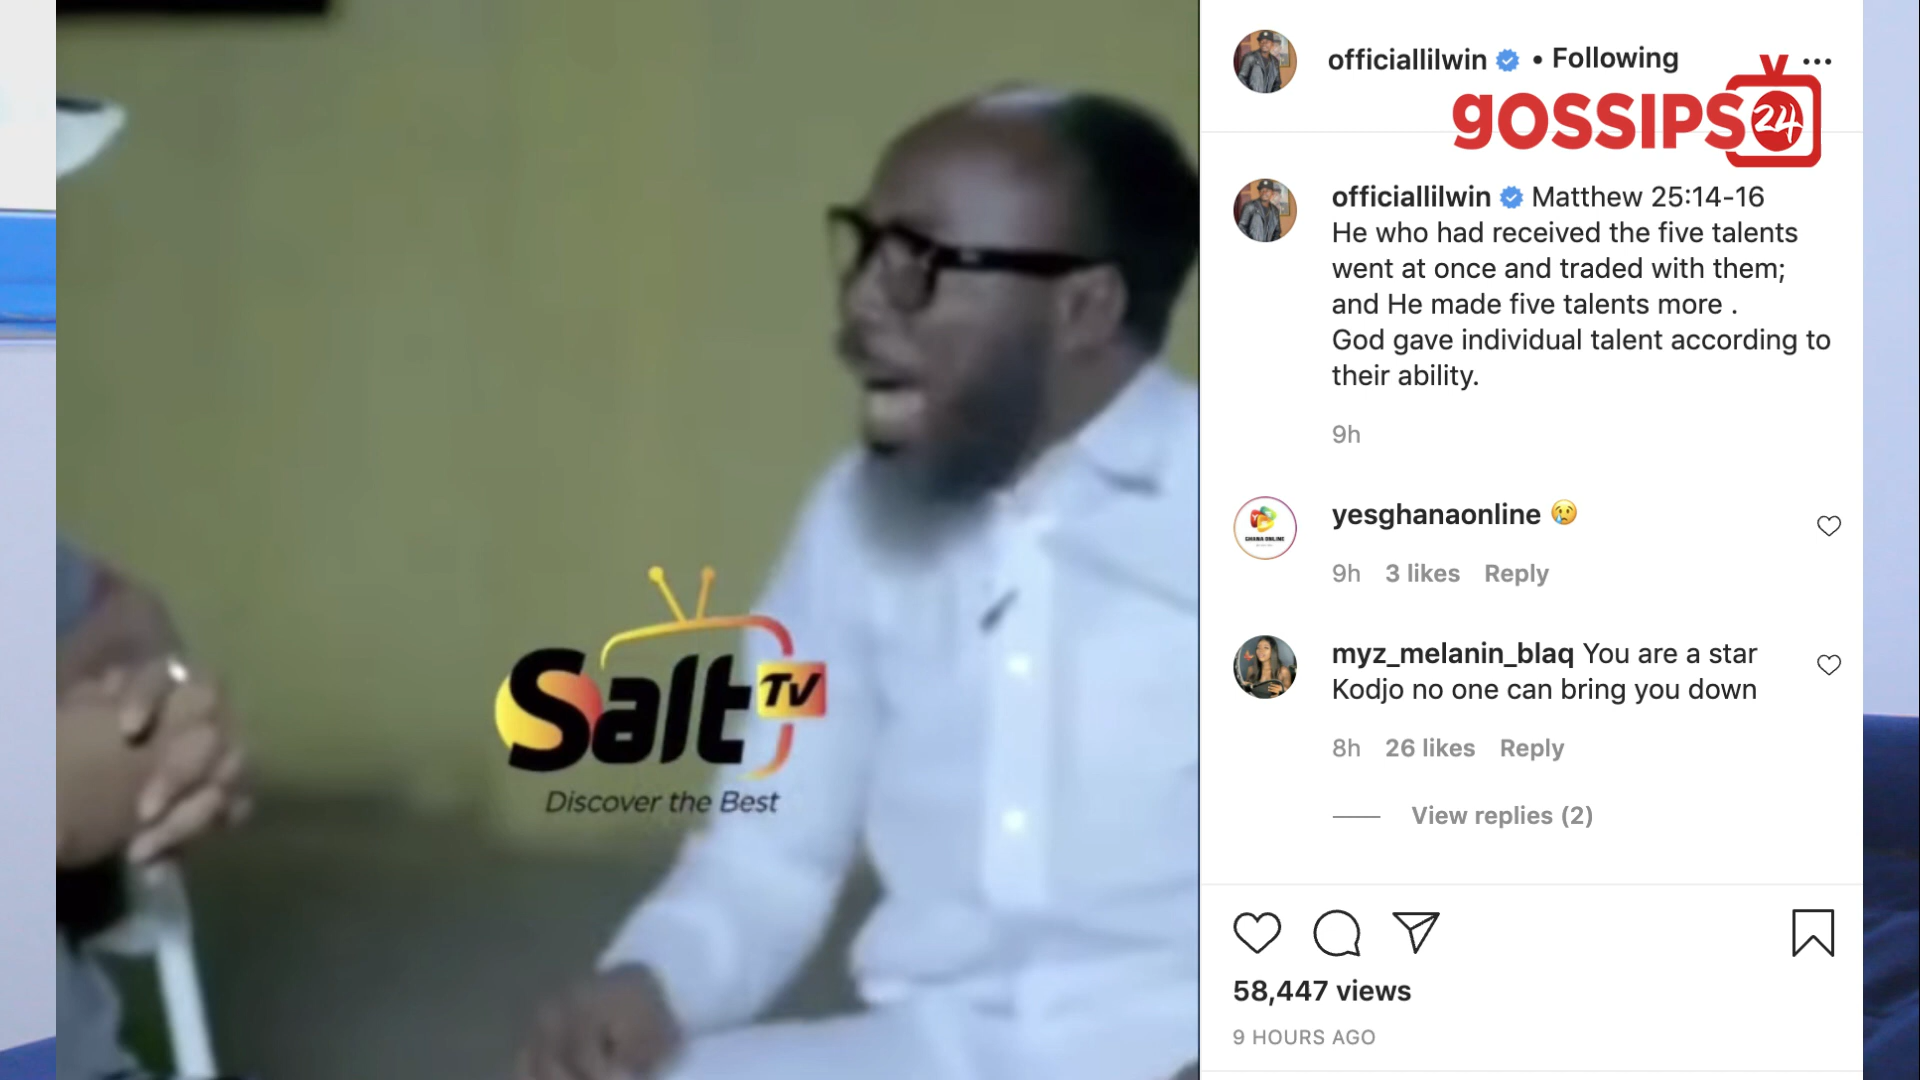 officiallilwin • Following
gOSSIPS 24
officiallilwin Matthew 25:14-16
He who had received the five talents
went at once and traded with them;
and He made five talents more .
God gave individual talent according to
their ability.
9h
yesghanaonline 😢
9h 3 likes Reply
myz_melanin_blaq You are a star
Kodjo no one can bring you down
8h 26 likes Reply
View replies (2)
58,447 views
9 HOURS AGO
Salt TV
Discover the Best
GHANA ONLINE